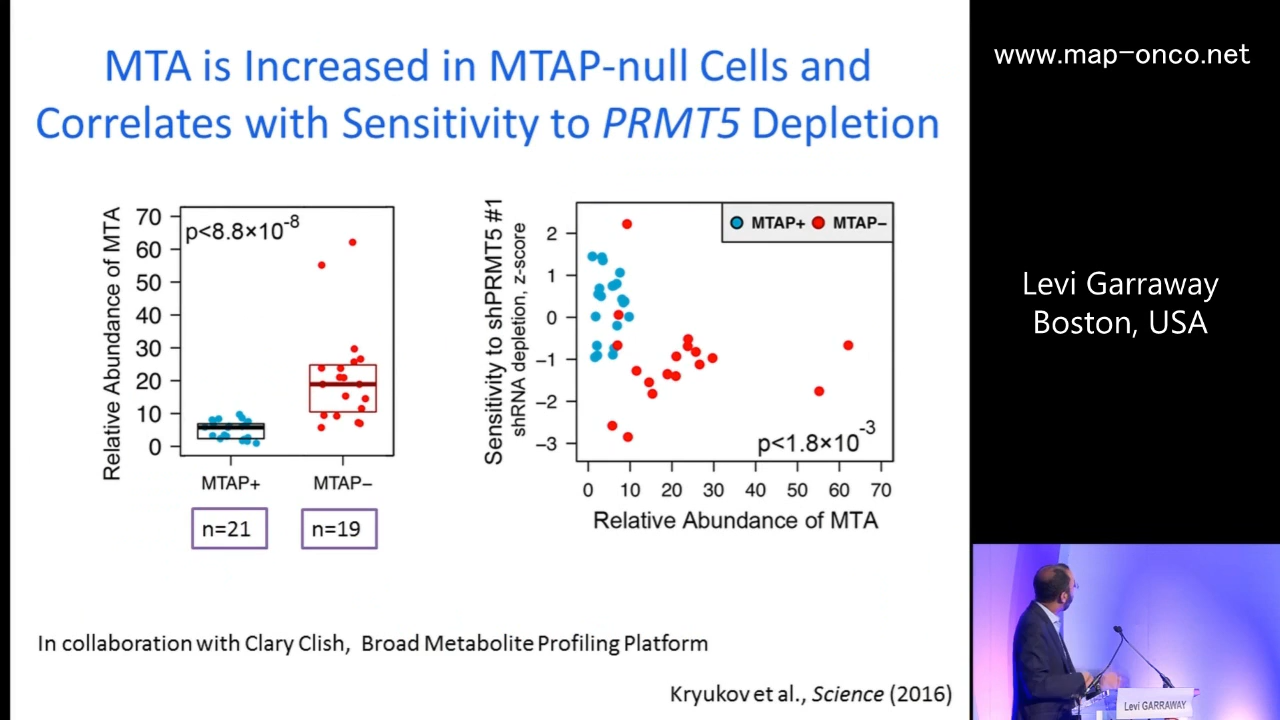 MTA is Increased in MTAP-null Cells and
Correlates with Sensitivity to PRMT5 Depletion
www.map-onco.net
Levi Garraway
Boston, USA
Relative Abundance of MTA
70
60
50
40
30
20
10
0
p<8.8×10-8
MTAP+
MTAP–
n=21
n=19
Sensitivity to shPRMT5 #1
shRNA depletion, z-score
2
1
0
−1
−2
−3
MTAP+
MTAP–
p<1.8×10-3
0 10 20 30 40 50 60 70
Relative Abundance of MTA
In collaboration with Clary Clish, Broad Metabolite Profiling Platform
Kryukov et al., Science (2016)
Levi GARRAWAY